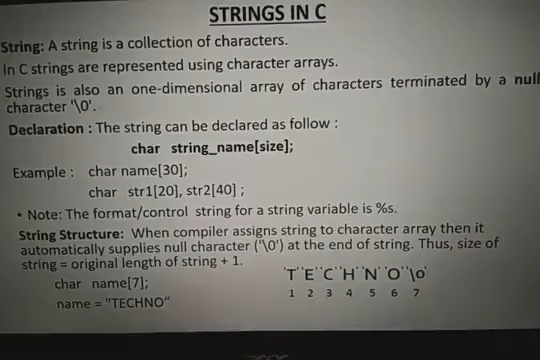 STRINGS IN C
String: A string is a collection of characters.
In C strings are represented using character arrays.
Strings is also an one-dimensional array of characters terminated by a null
character '\0'.
Declaration : The string can be declared as follow :
char string_name[size];
Example : char name[30];
char str1[20], str2[40] ;
• Note: The format/control string for a string variable is %s.
String Structure: When compiler assigns string to character array then it
automatically supplies null character ('\0') at the end of string. Thus, size of
string = original length of string + 1.
char name[7];
name = "TECHNO"
'T' 'E' 'C' 'H' 'N' 'O' '\0'
1 2 3 4 5 6 7